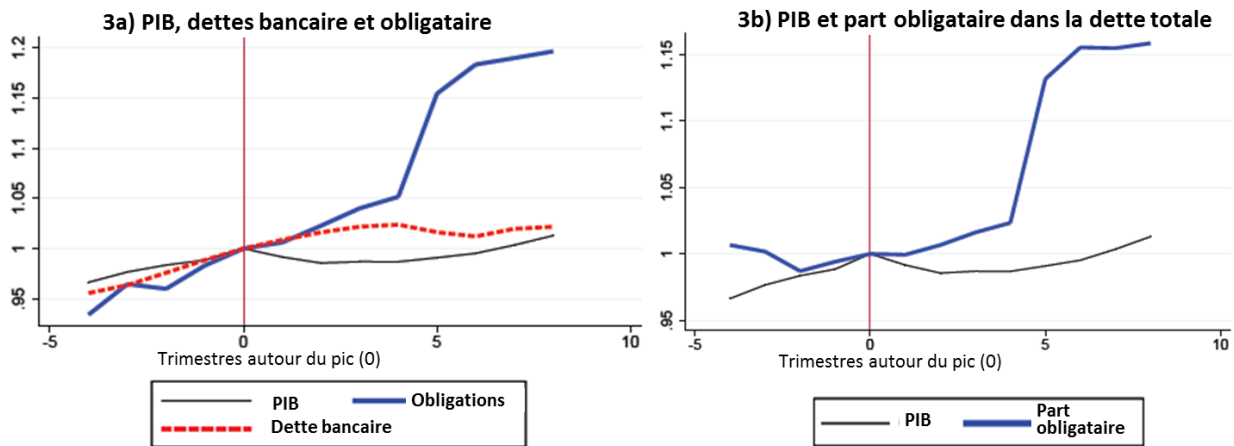 3a) PIB, dettes bancaire et obligataire
1.2
1.15
1.1
1.05
1
.95
-5
0
5
10
Trimestres autour du pic (0)
PIB
Obligations
Dette bancaire
3b) PIB et part obligataire dans la dette totale
1.15
1.1
1.05
1
.95
-5
0
5
10
Trimestres autour du pic (0)
PIB
Part
obligataire